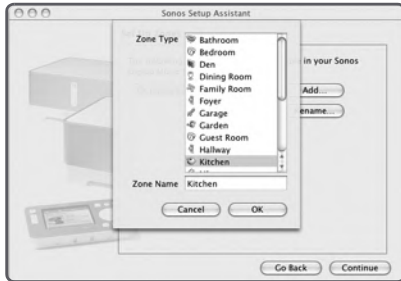 Sonos Setup Assistant
Zone Type
Bathroom
Bedroom
Den
Dining Room
Family Room
Foyer
Garage
Garden
Guest Room
Hallway
Kitchen
Zone Name Kitchen
Cancel OK
in your Sonos
Add...
ename...
Go Back Continue